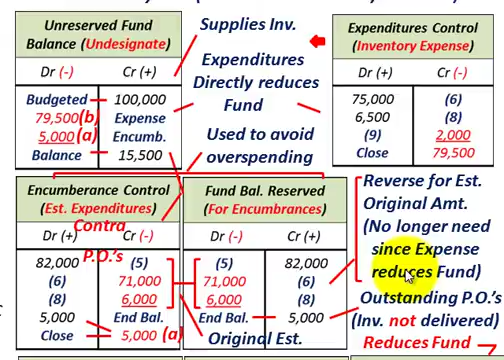 Unreserved Fund
Balance (Undesignate)
Dr (-) Cr (+)
Budgeted 100,000
79,500(b) Expense
5,000(a) Encumb.
Balance 15,500
Supplies Inv.
Expenditures
Directly reduces
Fund
Used to avoid
overspending
Expenditures Control
(Inventory Expense)
Dr (+) Cr (-)
75,000 (6)
6,500 (8)
(9) 2,000
Close 79,500
Encumberance Control
(Est. Expenditures)
Contra
Dr (+) Cr (-)
P.O.'s
82,000 (5)
(6) 71,000
(8) 6,000
5,000 End Bal.
Close 5,000 (a)
Fund Bal. Reserved
(For Encumbrances)
Dr (-) Cr (+)
(5) 82,000
71,000 (6)
6,000 (8)
End Bal. 5,000
Original Est.
Reverse for Est.
Original Amt.
(No longer need
since Expense
reduces Fund)
Outstanding P.O.'s
(Inv. not delivered)
Reduces Fund